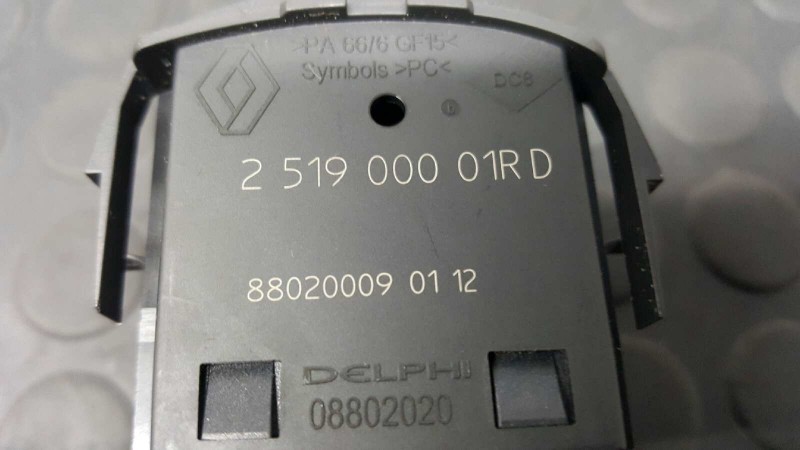 >PA 66/6 GF15<
Symbols >PC<
DC8
2 519 000 01R D
88020009 01 12
DELPHI
08802020